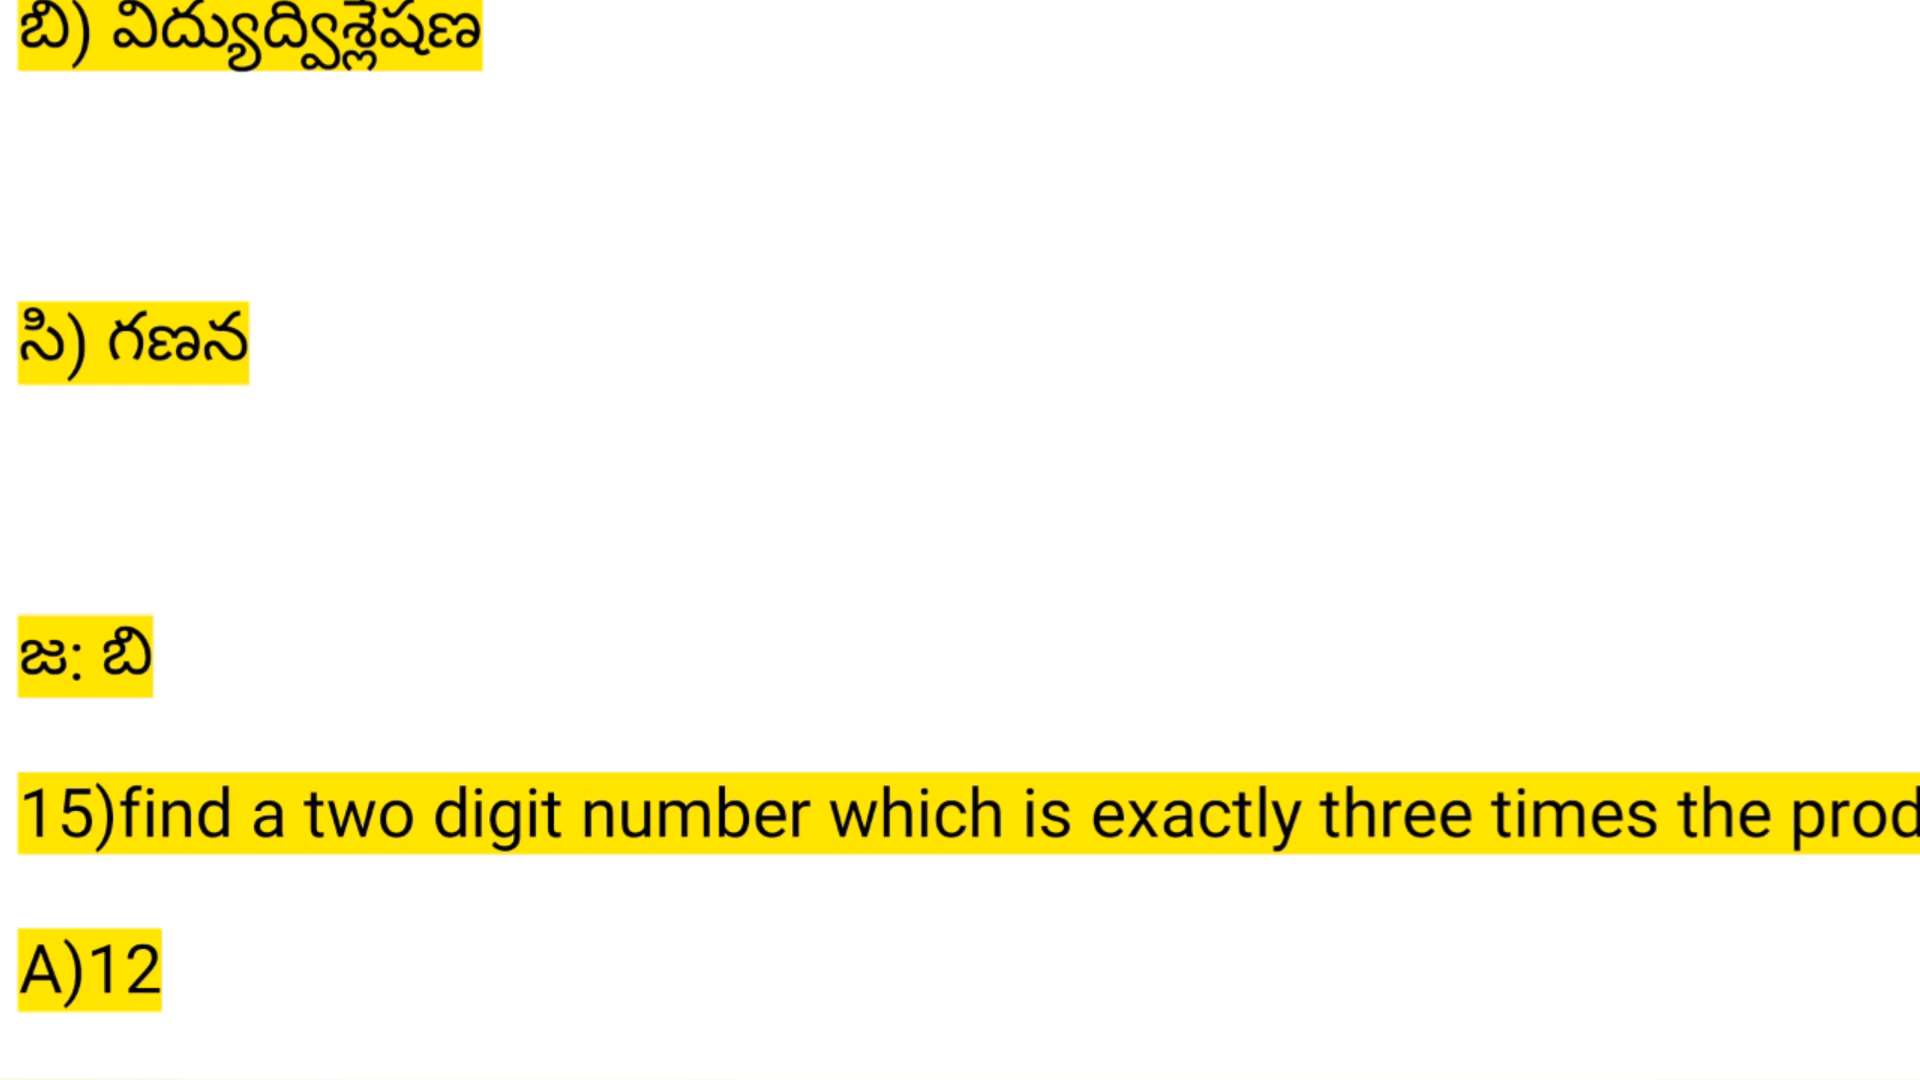 బి) విద్యుద్విశ్లేషణ
సి) గణన
జ: బి
15)find a two digit number which is exactly three times the prod
A)12